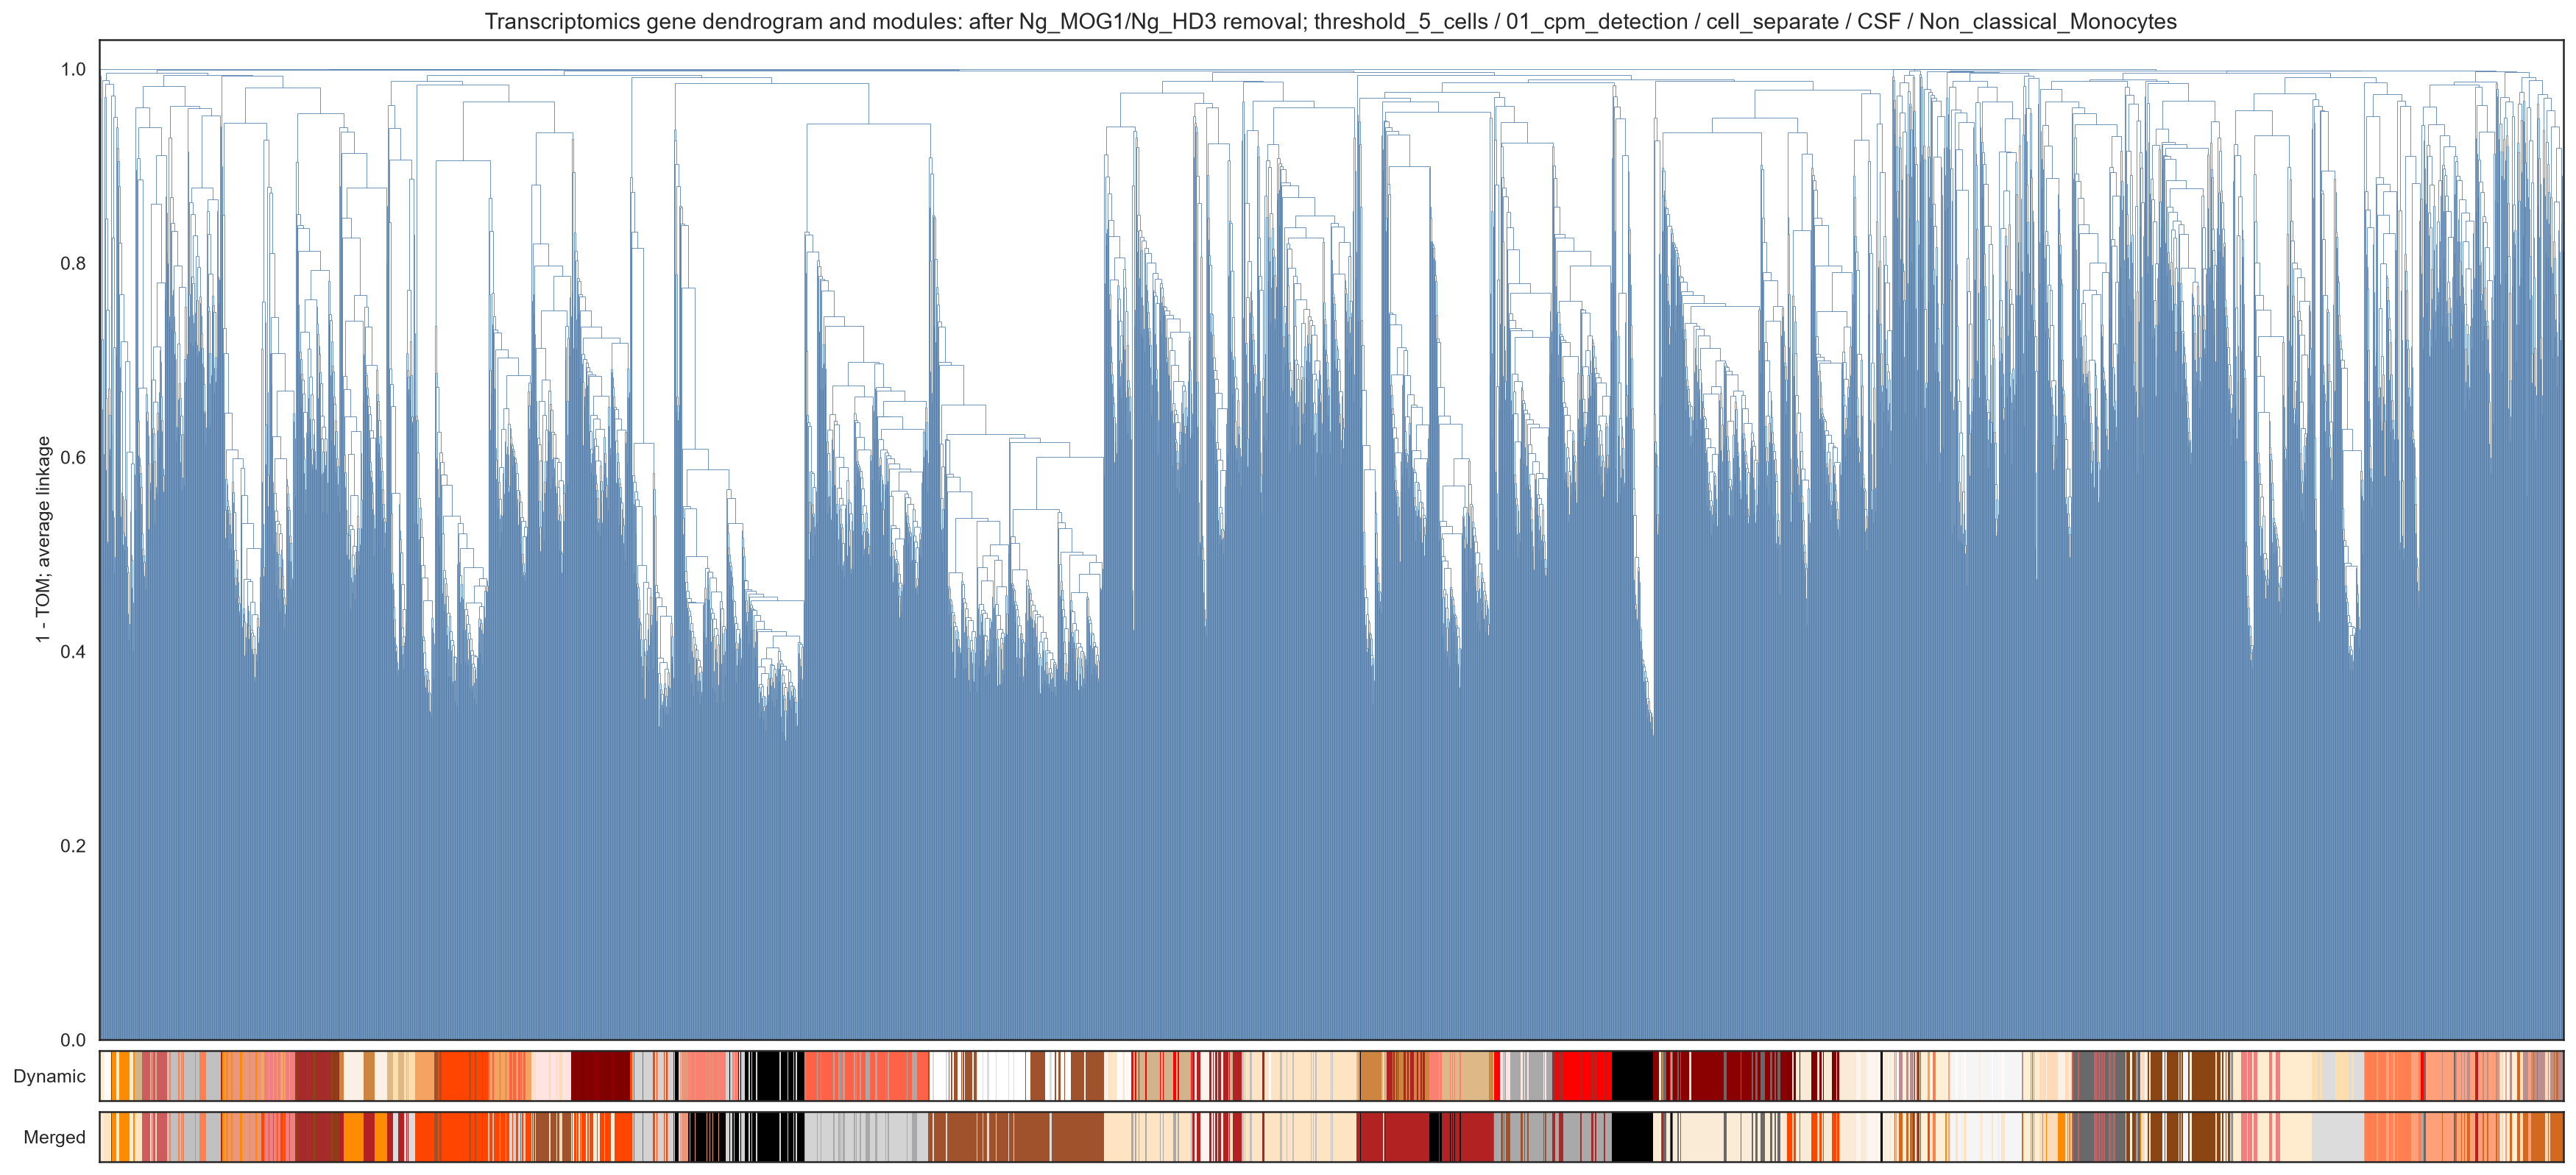 Transcriptomics gene dendrogram and modules: after Ng_MOG1/Ng_HD3 removal; threshold_5_cells / 01_cpm_detection / cell_separate / CSF / Non_classical_Monocytes
1.0
0.8
0.6
0.4
0.2
0.0
1 - TOM; average linkage
Dynamic
Merged